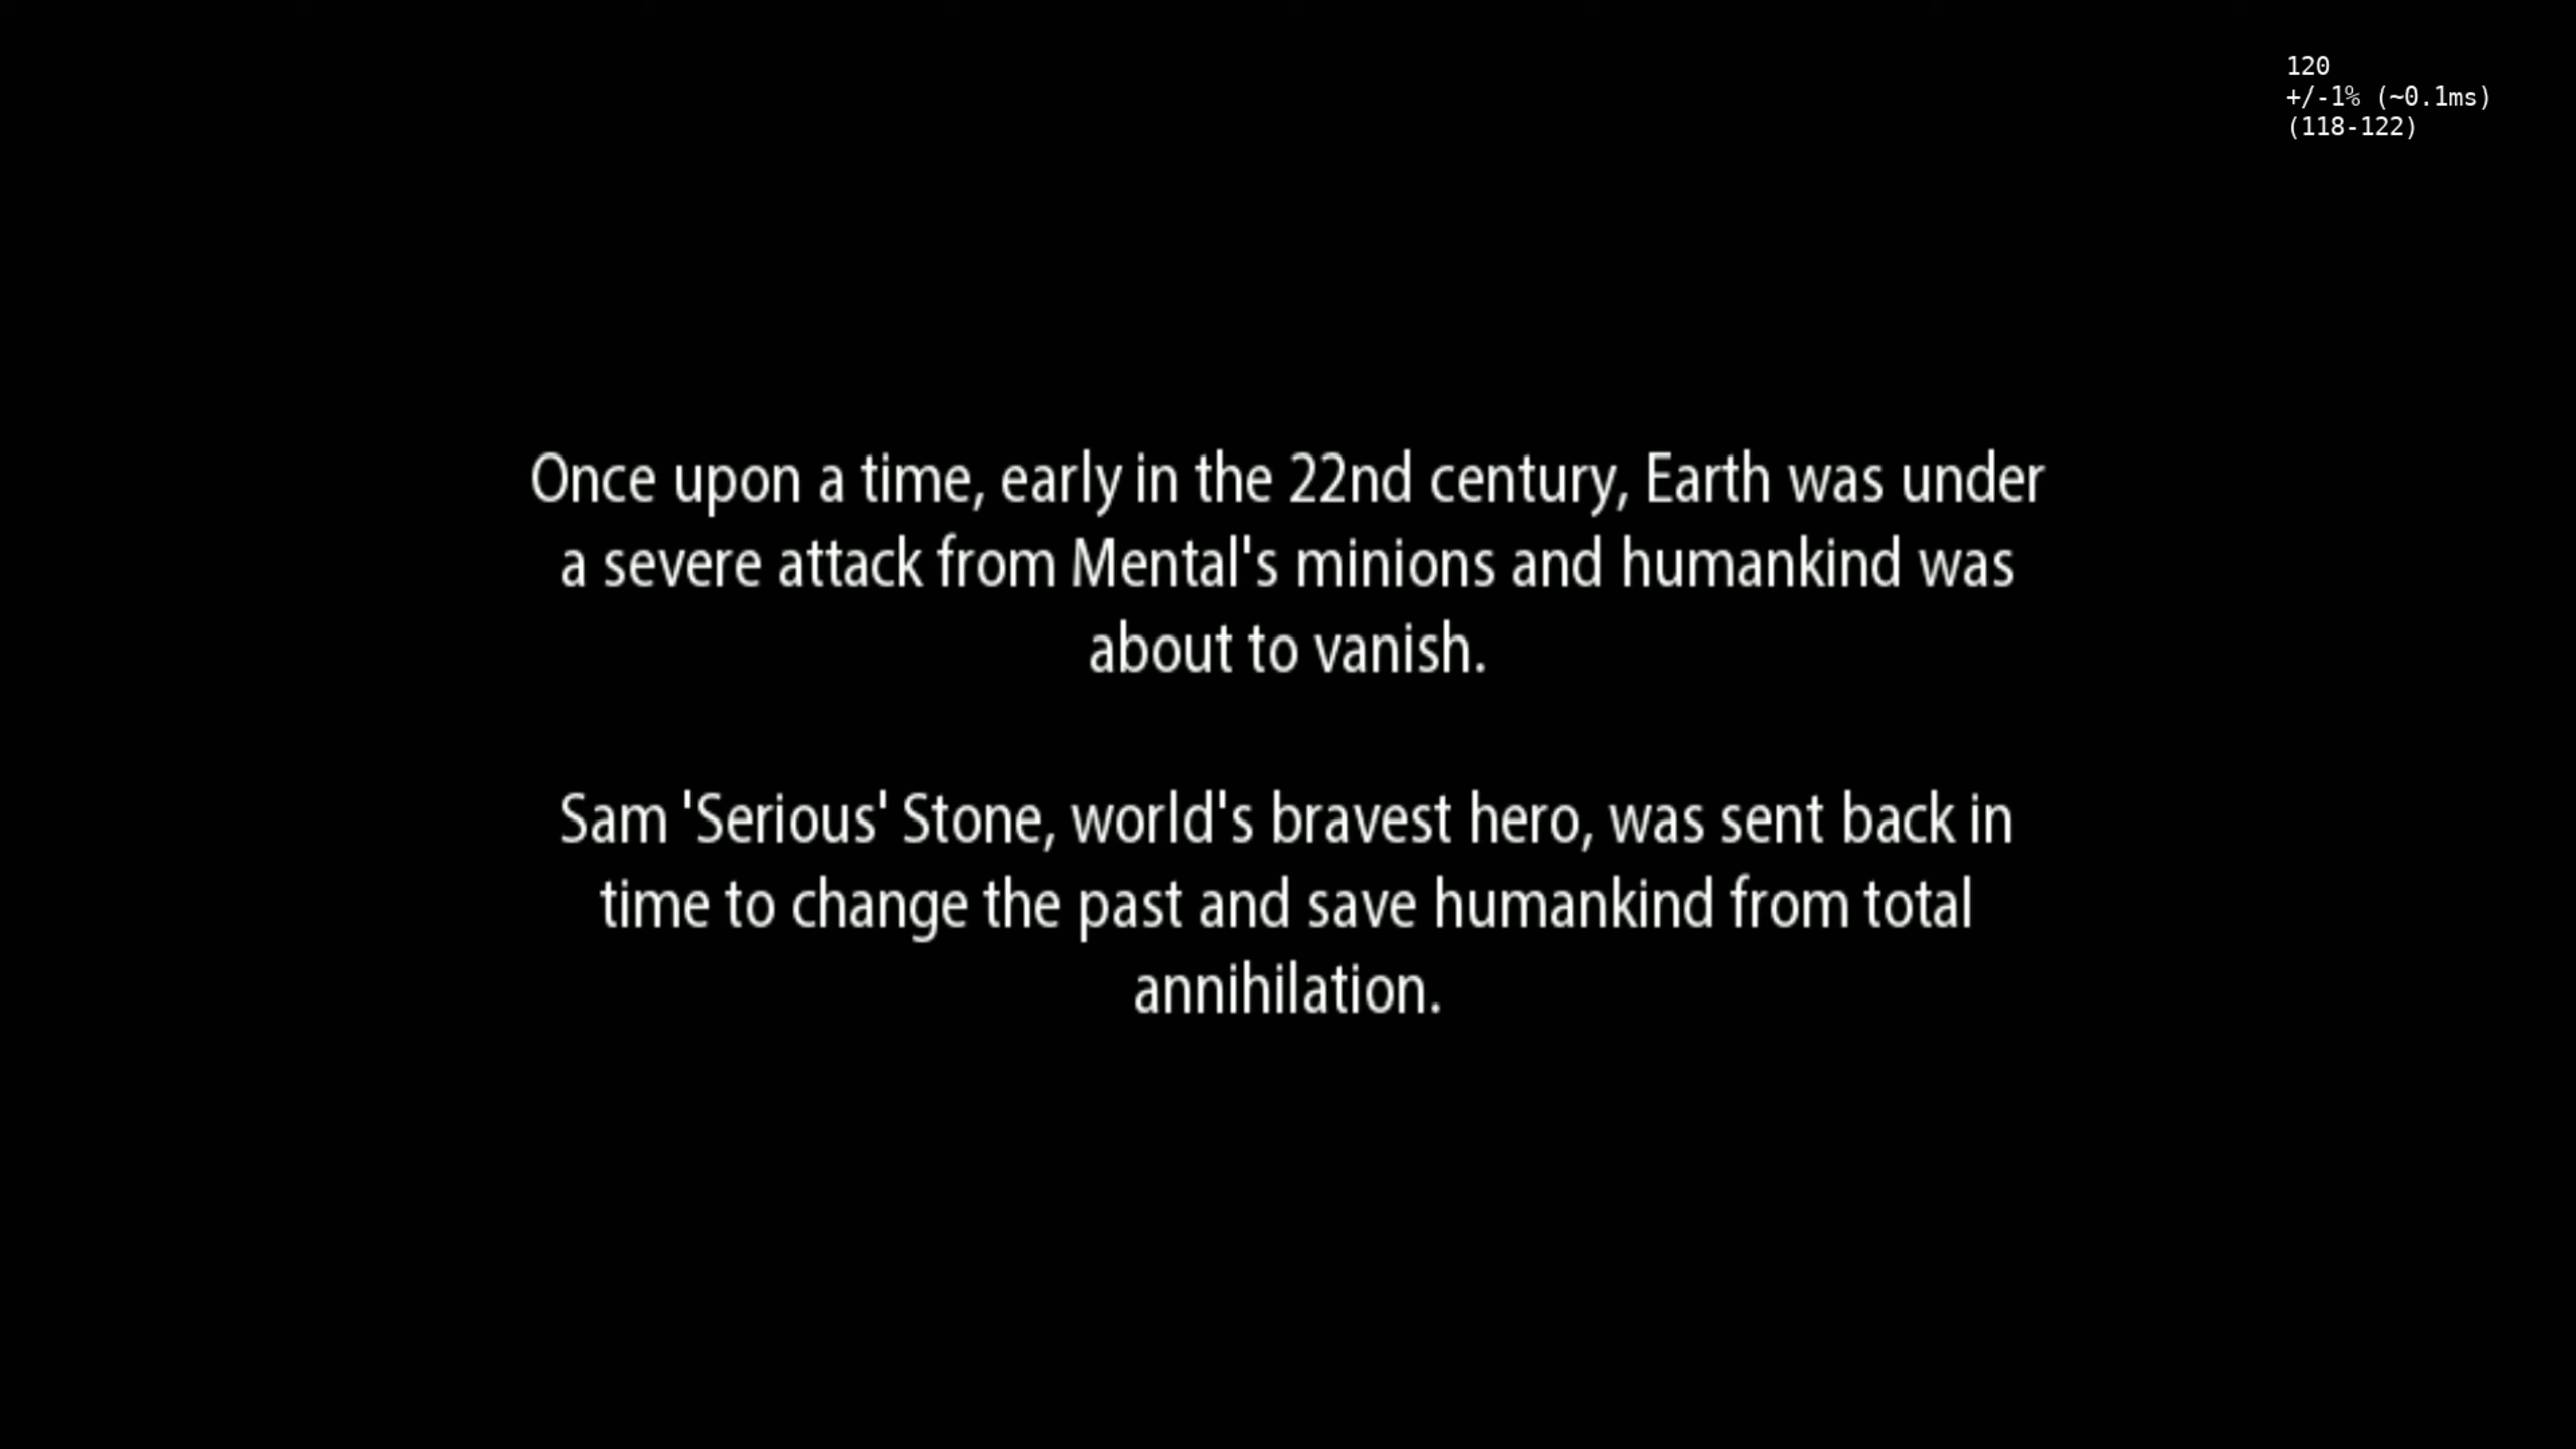 120
+/-1% (~0.1ms)
(118-122)
Once upon a time, early in the 22nd century, Earth was under
a severe attack from Mental's minions and humankind was
about to vanish.
Sam 'Serious' Stone, world's bravest hero, was sent back in
time to change the past and save humankind from total
annihilation.